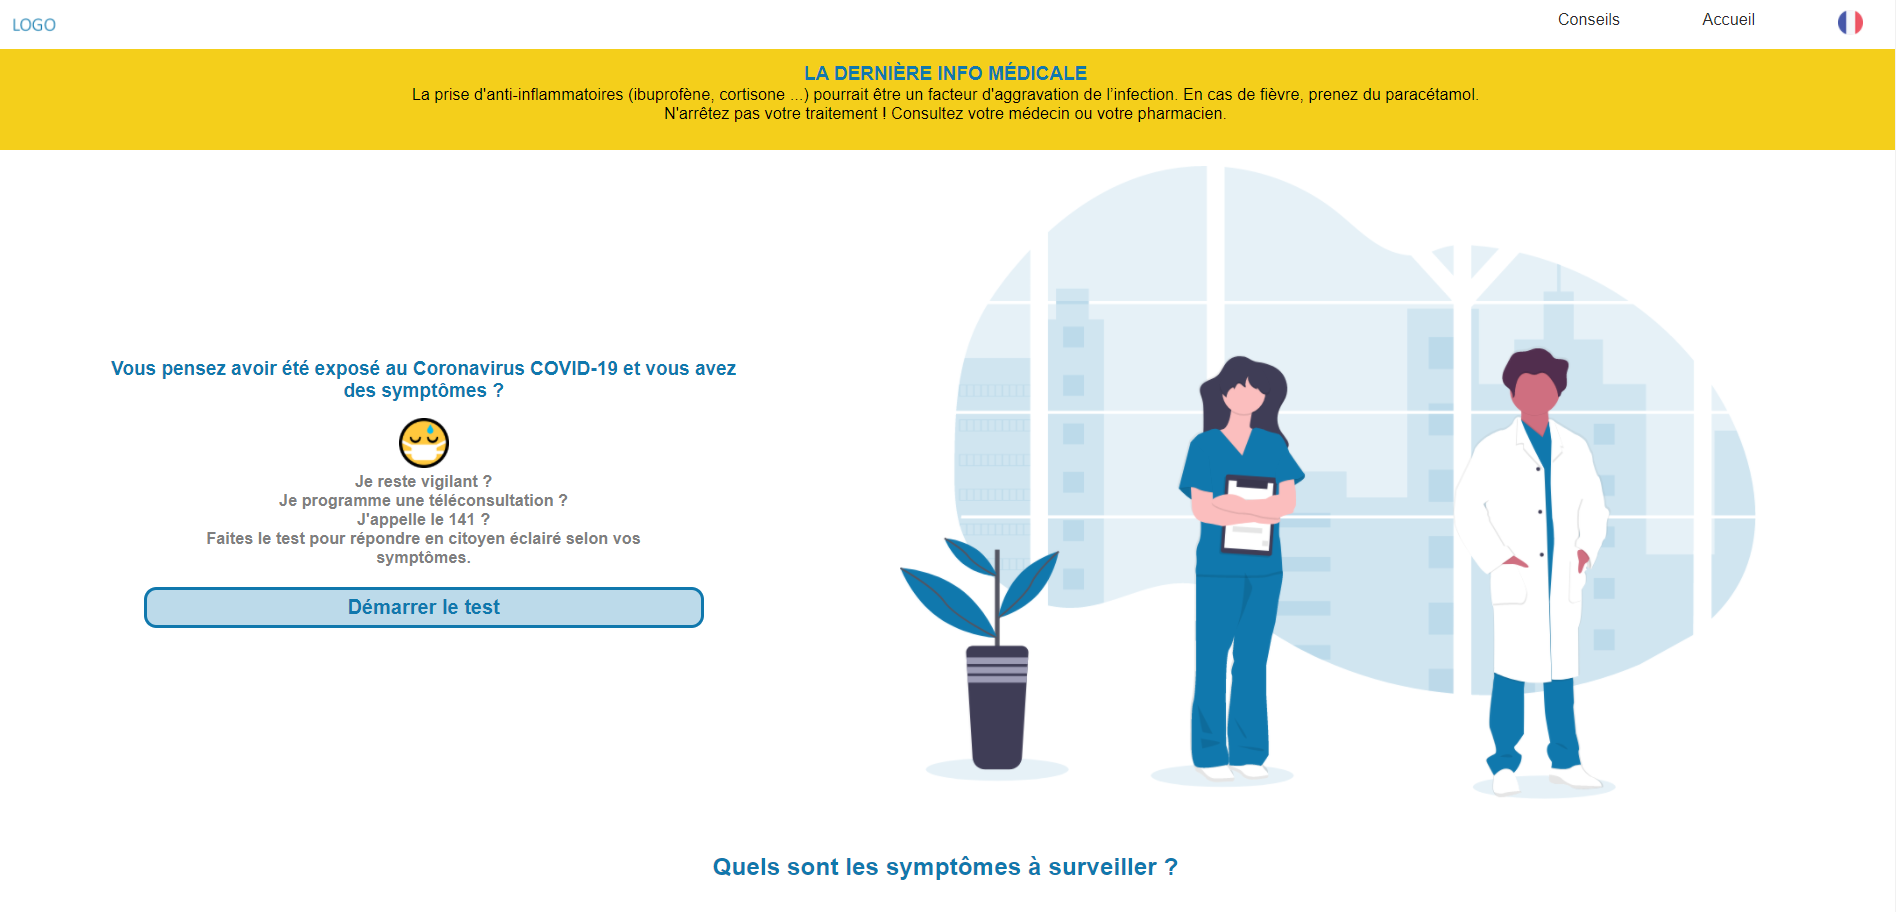 LOGO
Conseils
Accueil
LA DERNIÈRE INFO MÉDICALE
La prise d'anti-inflammatoires (ibuprofène, cortisone ...) pourrait être un facteur d'aggravation de l’infection. En cas de fièvre, prenez du paracétamol.
N'arrêtez pas votre traitement ! Consultez votre médecin ou votre pharmacien.
Vous pensez avoir été exposé au Coronavirus COVID-19 et vous avez
des symptômes ?
Je reste vigilant ?
Je programme une téléconsultation ?
J'appelle le 141 ?
Faites le test pour répondre en citoyen éclairé selon vos
symptômes.
Démarrer le test
Quels sont les symptômes à surveiller ?